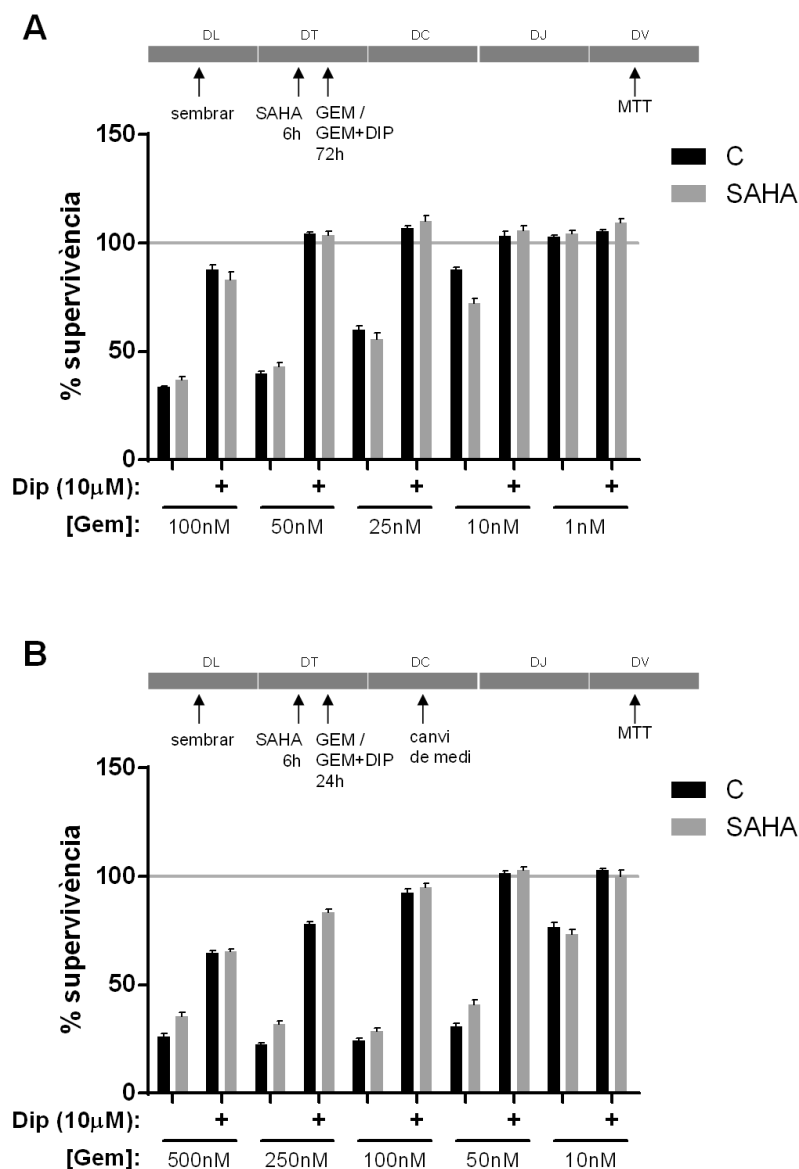 A
DL DT DC DJ DV
sembrar
SAHA
6h
GEM /
GEM+DIP
72h
MTT
C
SAHA
% supervivència
150
100
50
0
Dip (10µM): + + + + +
[Gem]: 100nM 50nM 25nM 10nM 1nM
B
DL DT DC DJ DV
sembrar
SAHA
6h
GEM /
GEM+DIP
24h
canvi
de medi
MTT
C
SAHA
% supervivència
150
100
50
0
Dip (10µM): + + + + +
[Gem]: 500nM 250nM 100nM 50nM 10nM